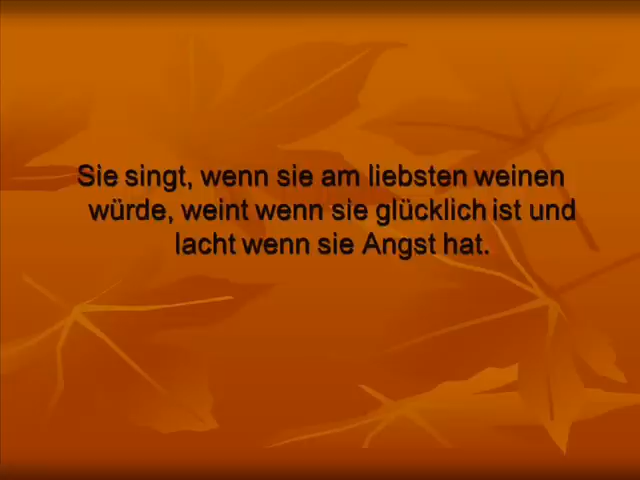 Sie singt, wenn sie am liebsten weinen
würde, weint wenn sie glücklich ist und
lacht wenn sie Angst hat.